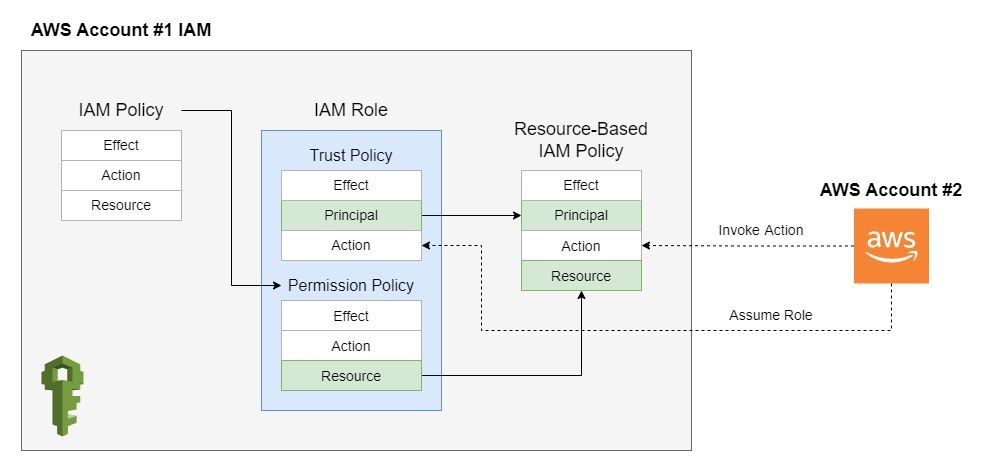 AWS Account #1 IAM
IAM Policy
Effect
Action
Resource
IAM Role
Trust Policy
Effect
Principal
Action
Permission Policy
Effect
Action
Resource
Resource-Based
IAM Policy
Effect
Principal
Action
Resource
Invoke Action
Assume Role
AWS Account #2
aws